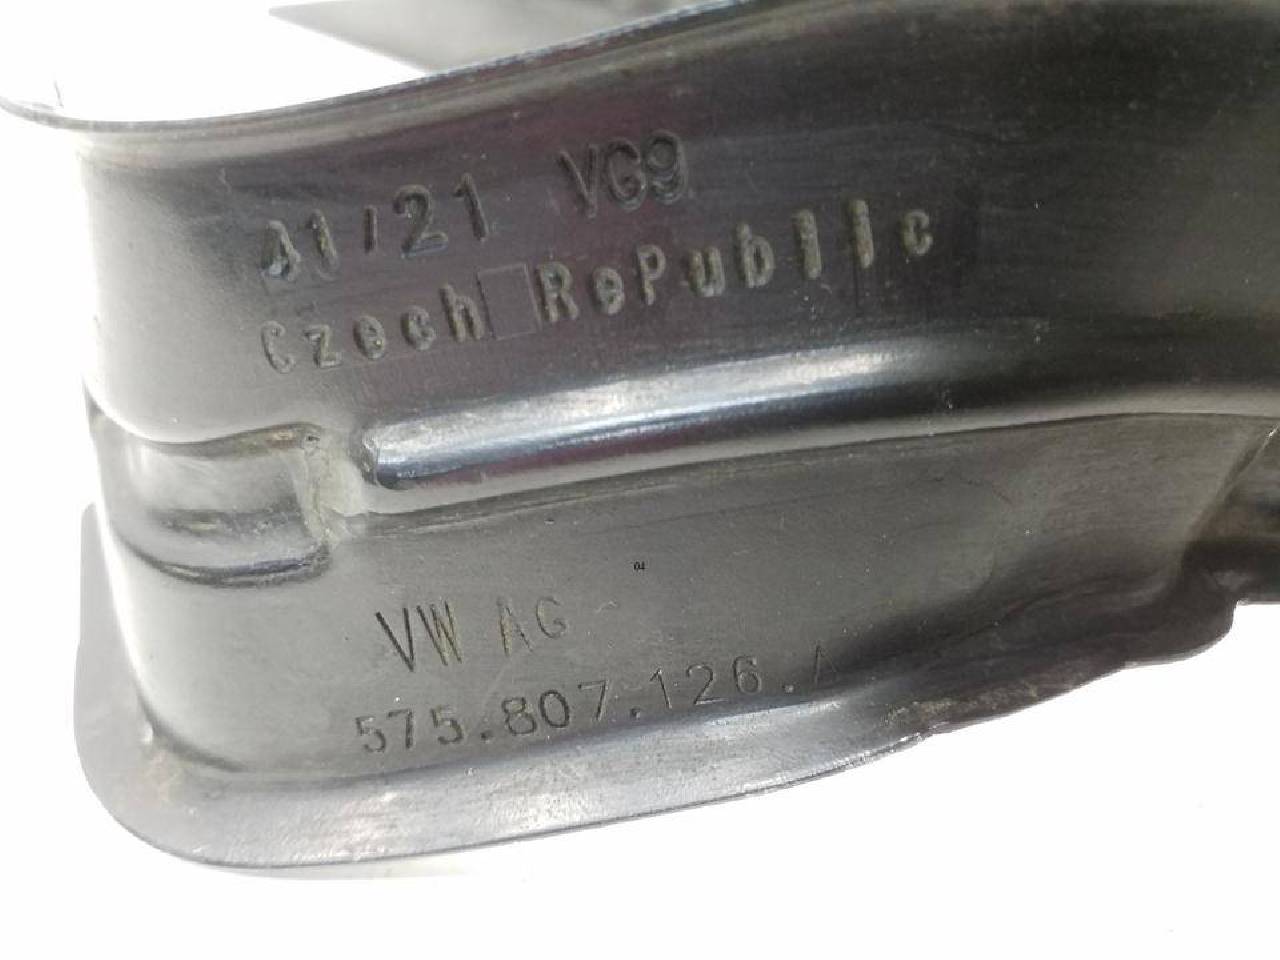 41/21 VG9
Czech RePublic
VW AG
575.807.126.A